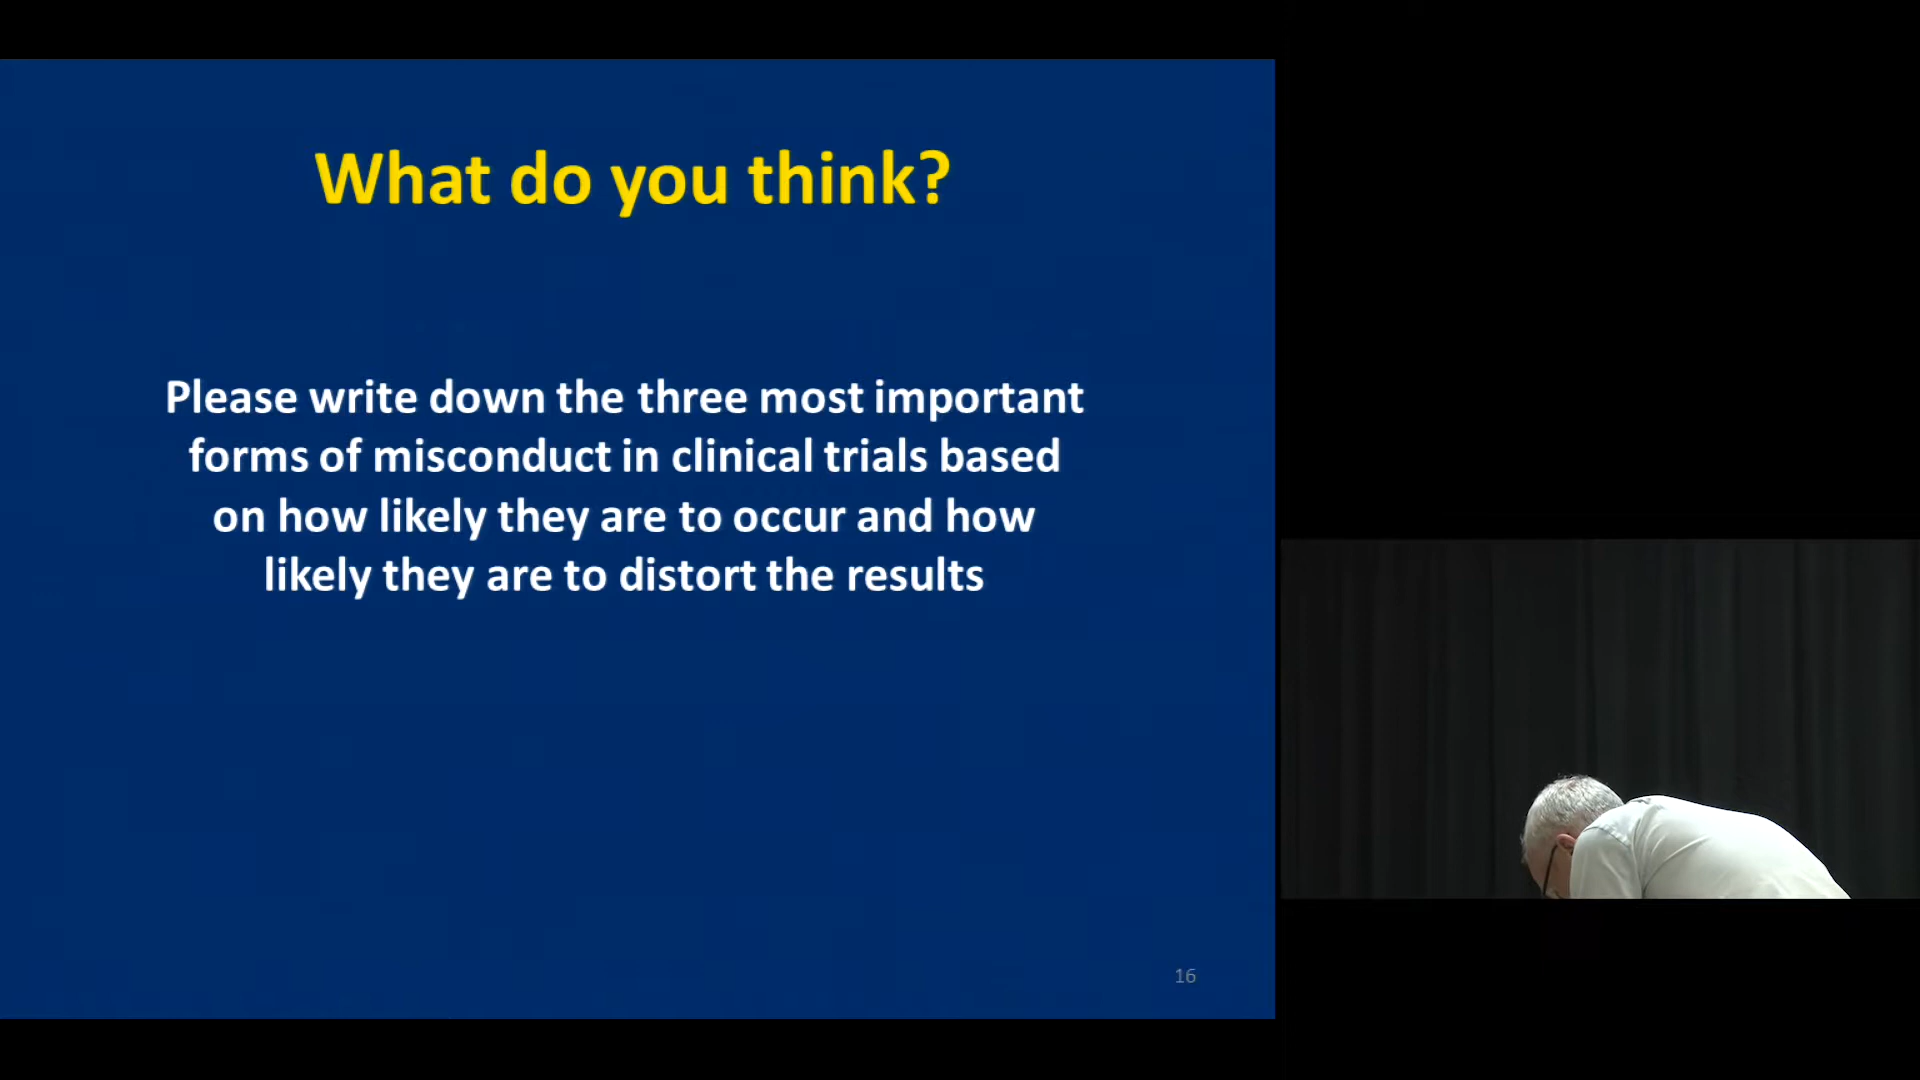 What do you think?
Please write down the three most important
forms of misconduct in clinical trials based
on how likely they are to occur and how
likely they are to distort the results
16